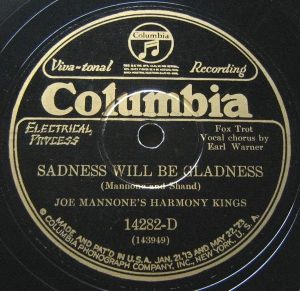 Columbia
Viva-tonal Recording
Columbia
ELECTRICAL
PROCESS
Fox Trot
Vocal chorus by
Earl Warner
SADNESS WILL BE GLADNESS
(Mannone and Shand)
JOE MANNONE'S HARMONY KINGS
14282-D
(143949)
MADE AND PAT'D IN U.S.A. JAN. 21,'13 AND MAY 22,'23
COLUMBIA PHONOGRAPH COMPANY, INC., NEW YORK, U.S.A.